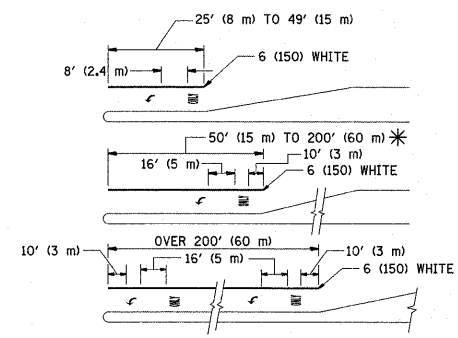 25' (8 m) TO 49' (15 m)
6 (150) WHITE
8' (2.4 m)
50' (15 m) TO 200' (60 m) *
10' (3 m)
16' (5 m)
6 (150) WHITE
OVER 200' (60 m)
10' (3 m)
16' (5 m)
10' (3 m)
6 (150) WHITE